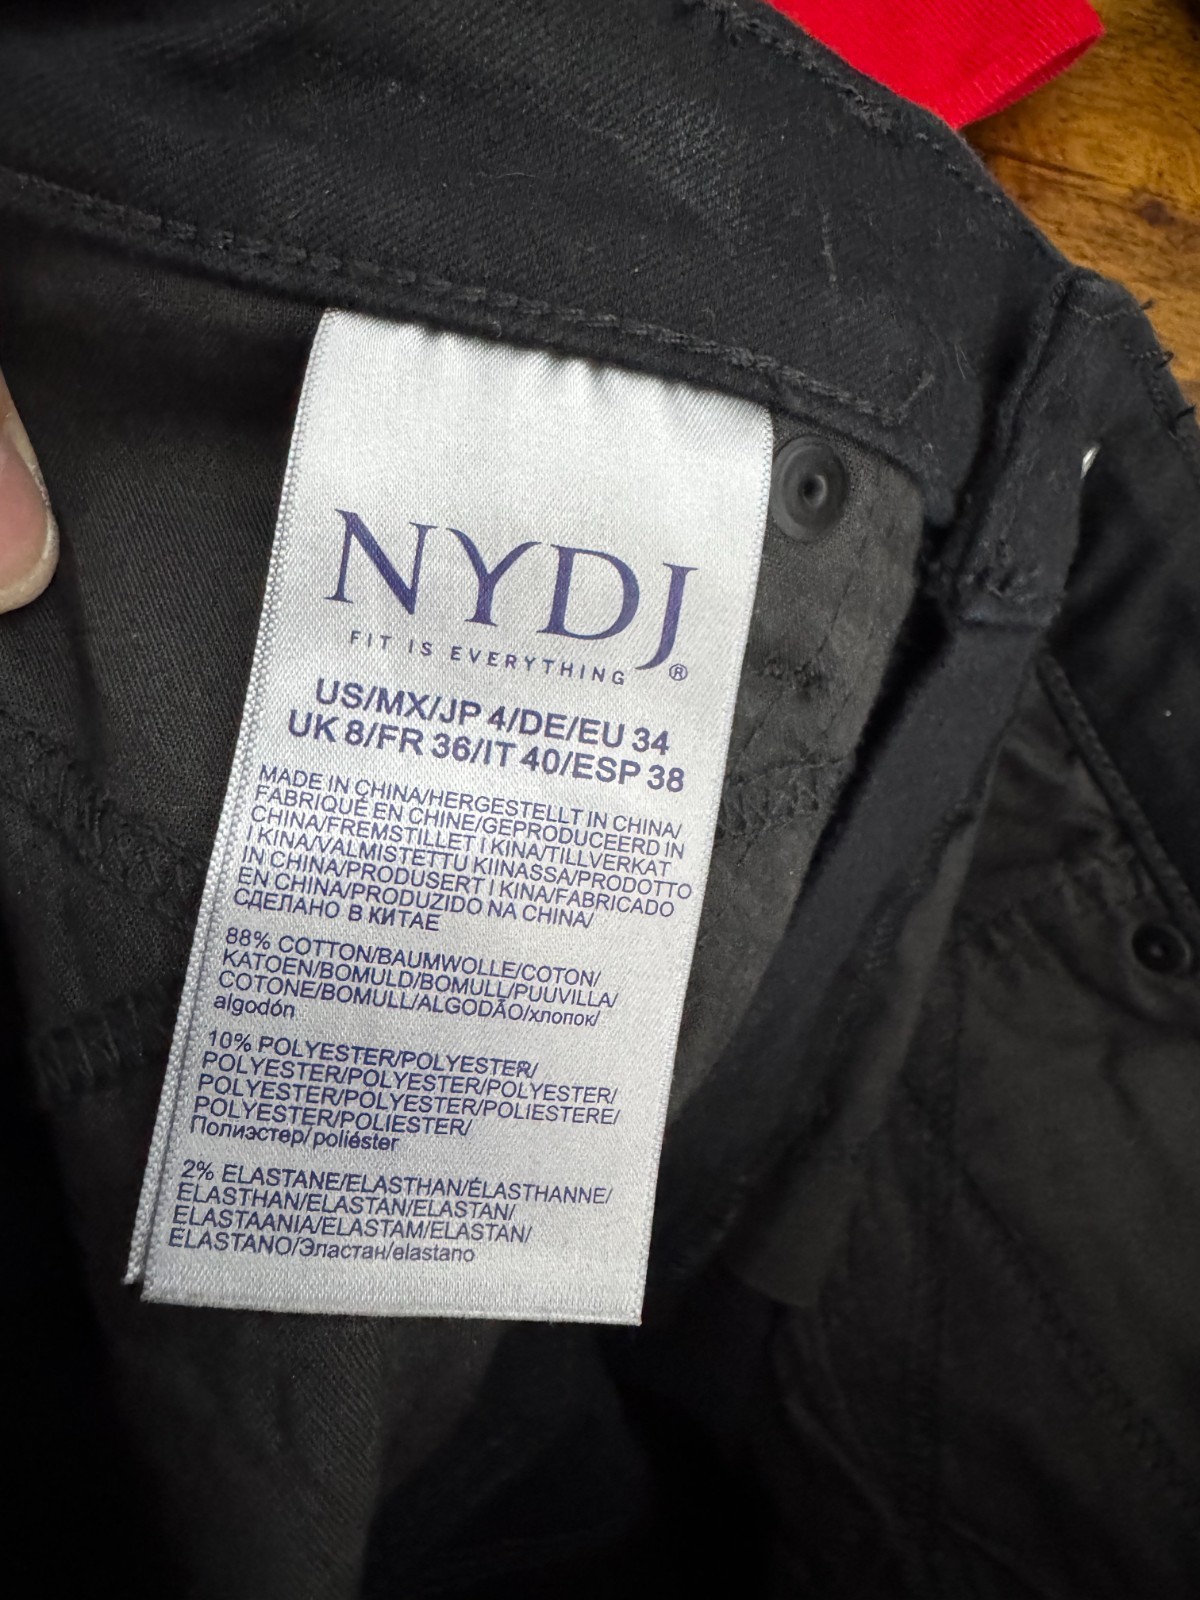 NYDJ
FIT IS EVERYTHING®
US/MX/JP 4/DE/EU 34
UK 8/FR 36/IT 40/ESP 38
MADE IN CHINA/HERGESTELLT IN CHINA/
FABRIQUÉ EN CHINE/GEPRODUCEERD IN
CHINA/FREMSTILLET I KINA/TILLVERKAT
I KINA/VALMISTETTU KIINASSA/PRODOTTO
IN CHINA/PRODUSERT I KINA/FABRICADO
EN CHINA/PRODUZIDO NA CHINA/
СДЕЛАНО В КИТАЕ
88% COTTON/BAUMWOLLE/COTON/
KATOEN/BOMULD/BOMULL/PUUVILLA/
COTONE/BOMULL/ALGODÃO/хлопок/
algodón
10% POLYESTER/POLYESTER/
POLYESTER/POLYESTER/POLYESTER/
POLYESTER/POLYESTER/POLIESTERE/
POLYESTER/POLIESTER/
Полиэстер/poliéster
2% ELASTANE/ELASTHAN/ÉLASTHANNE/
ELASTHAN/ELASTAN/ELASTAN/
ELASTAANIA/ELASTAM/ELASTAN/
ELASTANO/Эластан/elastano